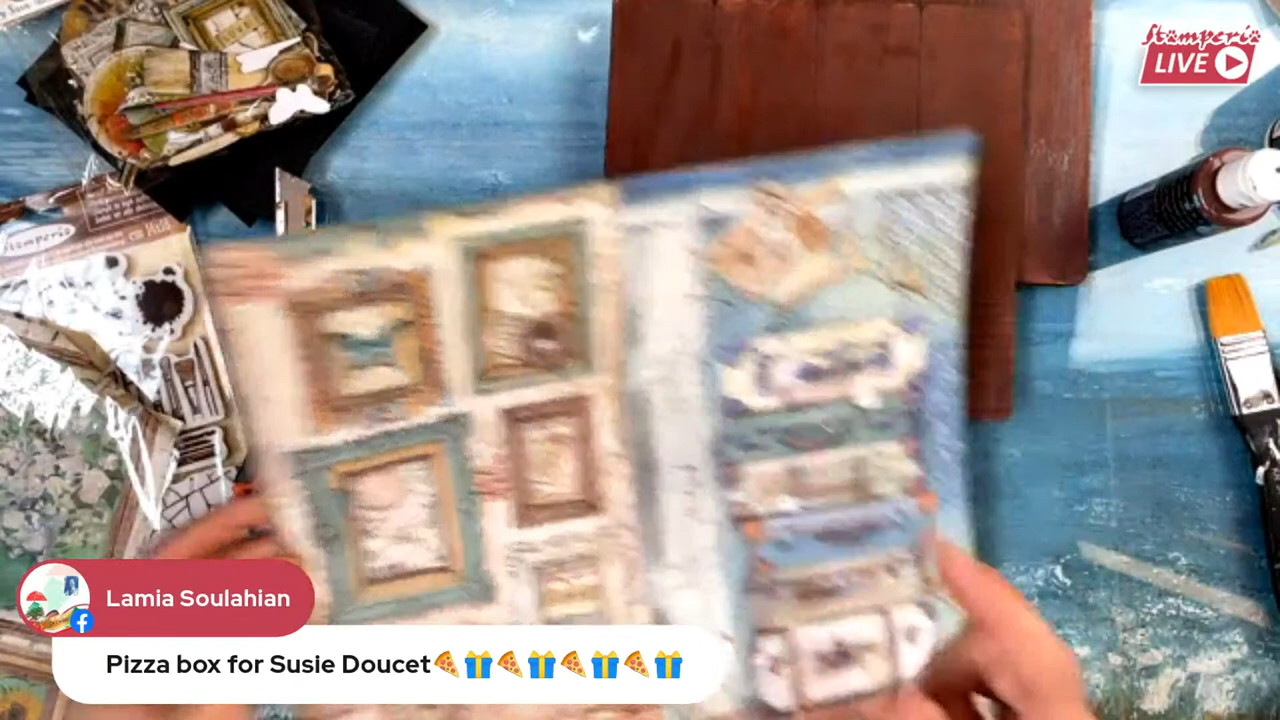 Stamperia
LIVE
Stamperia
Lamia Soulahian
Pizza box for Susie Doucet🍕🎁🍕🎁🍕🎁🍕🎁